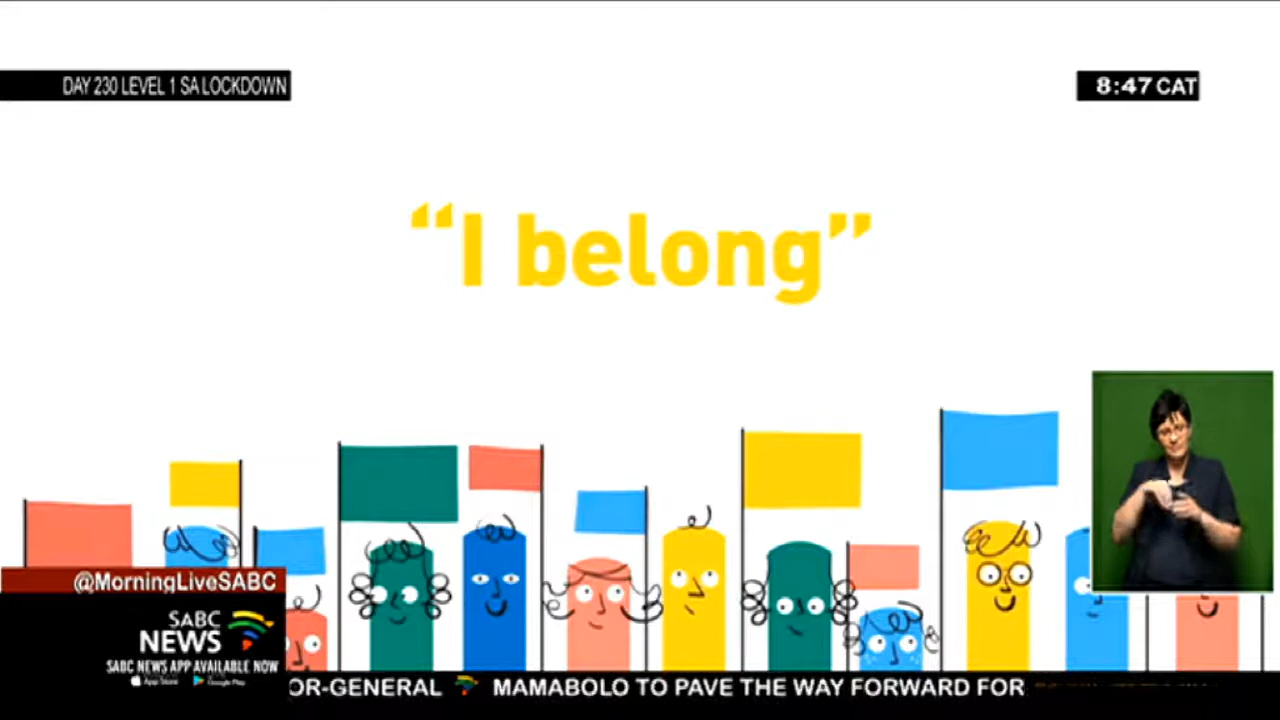 DAY 230 LEVEL 1 SA LOCKDOWN
8:47 CAT
“I belong”
@MorningLiveSABC
SABC
NEWS
SABC NEWS APP AVAILABLE NOW
App Store
Google Play
OR-GENERAL MAMABOLO TO PAVE THE WAY FORWARD FOR